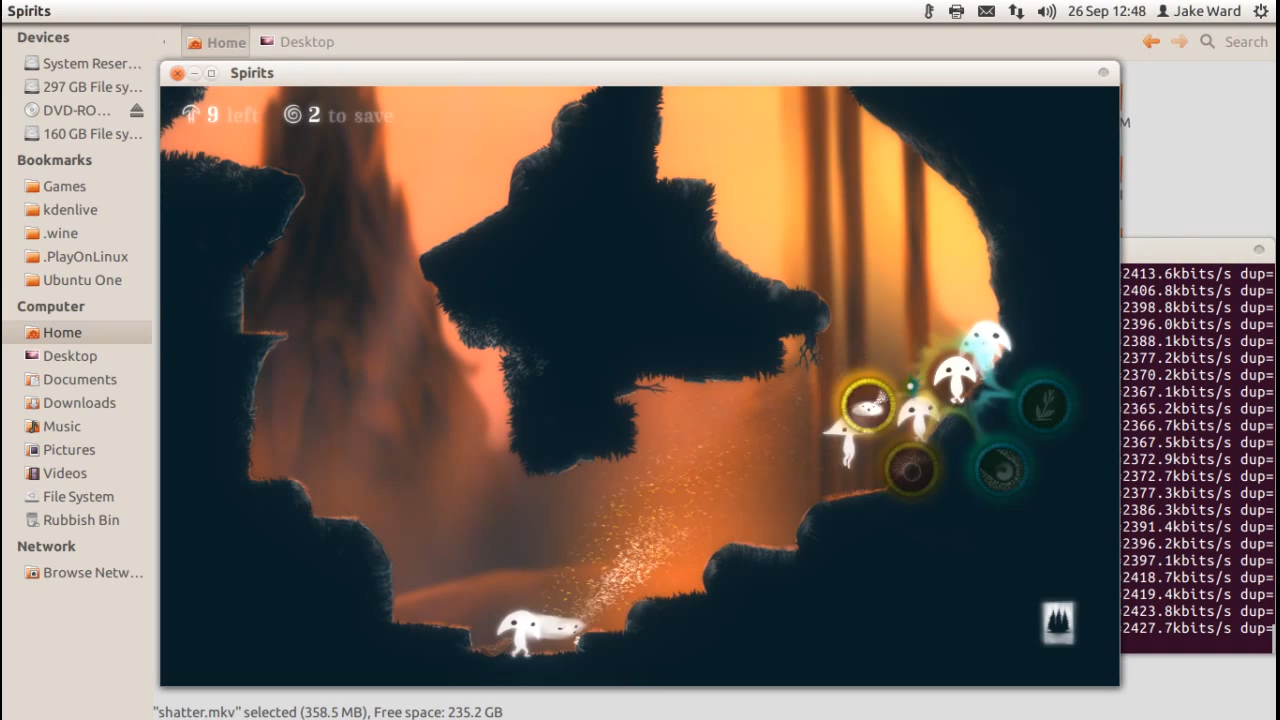 Spirits
26 Sep 12:48 Jake Ward
Devices
System Reser...
297 GB File sy...
DVD-RO...
160 GB File sy...
Bookmarks
Games
kdenlive
.wine
.PlayOnLinux
Ubuntu One
Computer
Home
Desktop
Documents
Downloads
Music
Pictures
Videos
File System
Rubbish Bin
Network
Browse Netw...
Home Desktop
Search
Spirits
9 left 2 to save
M
2413.6kbits/s dup=
2406.8kbits/s dup=
2398.8kbits/s dup=
2396.0kbits/s dup=
2388.1kbits/s dup=
2377.2kbits/s dup=
2370.2kbits/s dup=
2367.1kbits/s dup=
2365.2kbits/s dup=
2366.7kbits/s dup=
2367.5kbits/s dup=
2372.9kbits/s dup=
2372.7kbits/s dup=
2377.3kbits/s dup=
2386.3kbits/s dup=
2391.4kbits/s dup=
2396.2kbits/s dup=
2397.1kbits/s dup=
2418.7kbits/s dup=
2419.4kbits/s dup=
2423.8kbits/s dup=
2427.7kbits/s dup=
"shatter.mkv" selected (358.5 MB), Free space: 235.2 GB